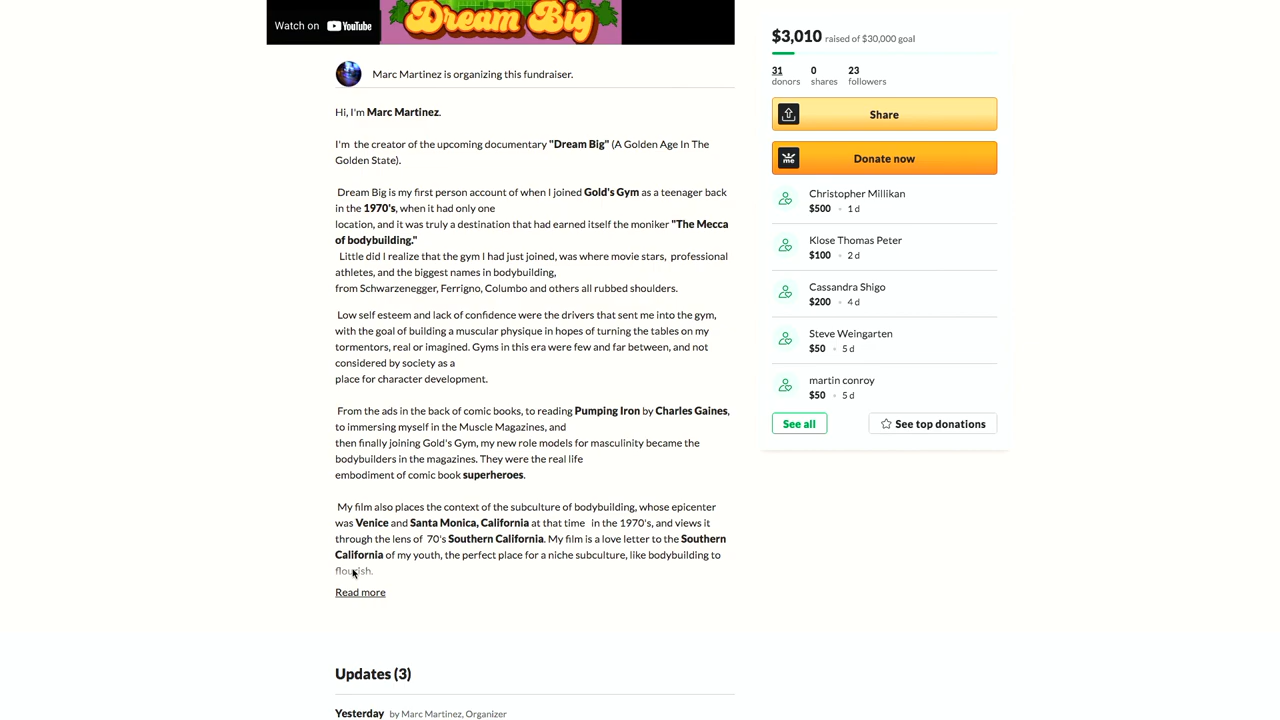 Watch on YouTube
Dream Big
Marc Martinez is organizing this fundraiser.
Hi, I'm Marc Martinez.
I'm the creator of the upcoming documentary "Dream Big" (A Golden Age In The
Golden State).
Dream Big is my first person account of when I joined Gold's Gym as a teenager back
in the 1970's, when it had only one
location, and it was truly a destination that had earned itself the moniker "The Mecca
of bodybuilding."
Little did I realize that the gym I had just joined, was where movie stars, professional
athletes, and the biggest names in bodybuilding,
from Schwarzenegger, Ferrigno, Columbo and others all rubbed shoulders.
Low self esteem and lack of confidence were the drivers that sent me into the gym,
with the goal of building a muscular physique in hopes of turning the tables on my
tormentors, real or imagined. Gyms in this era were few and far between, and not
considered by society as a
place for character development.
From the ads in the back of comic books, to reading Pumping Iron by Charles Gaines,
to immersing myself in the Muscle Magazines, and
then finally joining Gold's Gym, my new role models for masculinity became the
bodybuilders in the magazines. They were the real life
embodiment of comic book superheroes.
My film also places the context of the subculture of bodybuilding, whose epicenter
was Venice and Santa Monica, California at that time in the 1970's, and views it
through the lens of 70's Southern California. My film is a love letter to the Southern
California of my youth, the perfect place for a niche subculture, like bodybuilding to
flourish.
Read more
Updates (3)
Yesterday by Marc Martinez, Organizer
$3,010 raised of $30,000 goal
31 0 23
donors shares followers
Share
me Donate now
Christopher Millikan
$500 • 1 d
Klose Thomas Peter
$100 • 2 d
Cassandra Shigo
$200 • 4 d
Steve Weingarten
$50 • 5 d
martin conroy
$50 • 5 d
See all See top donations